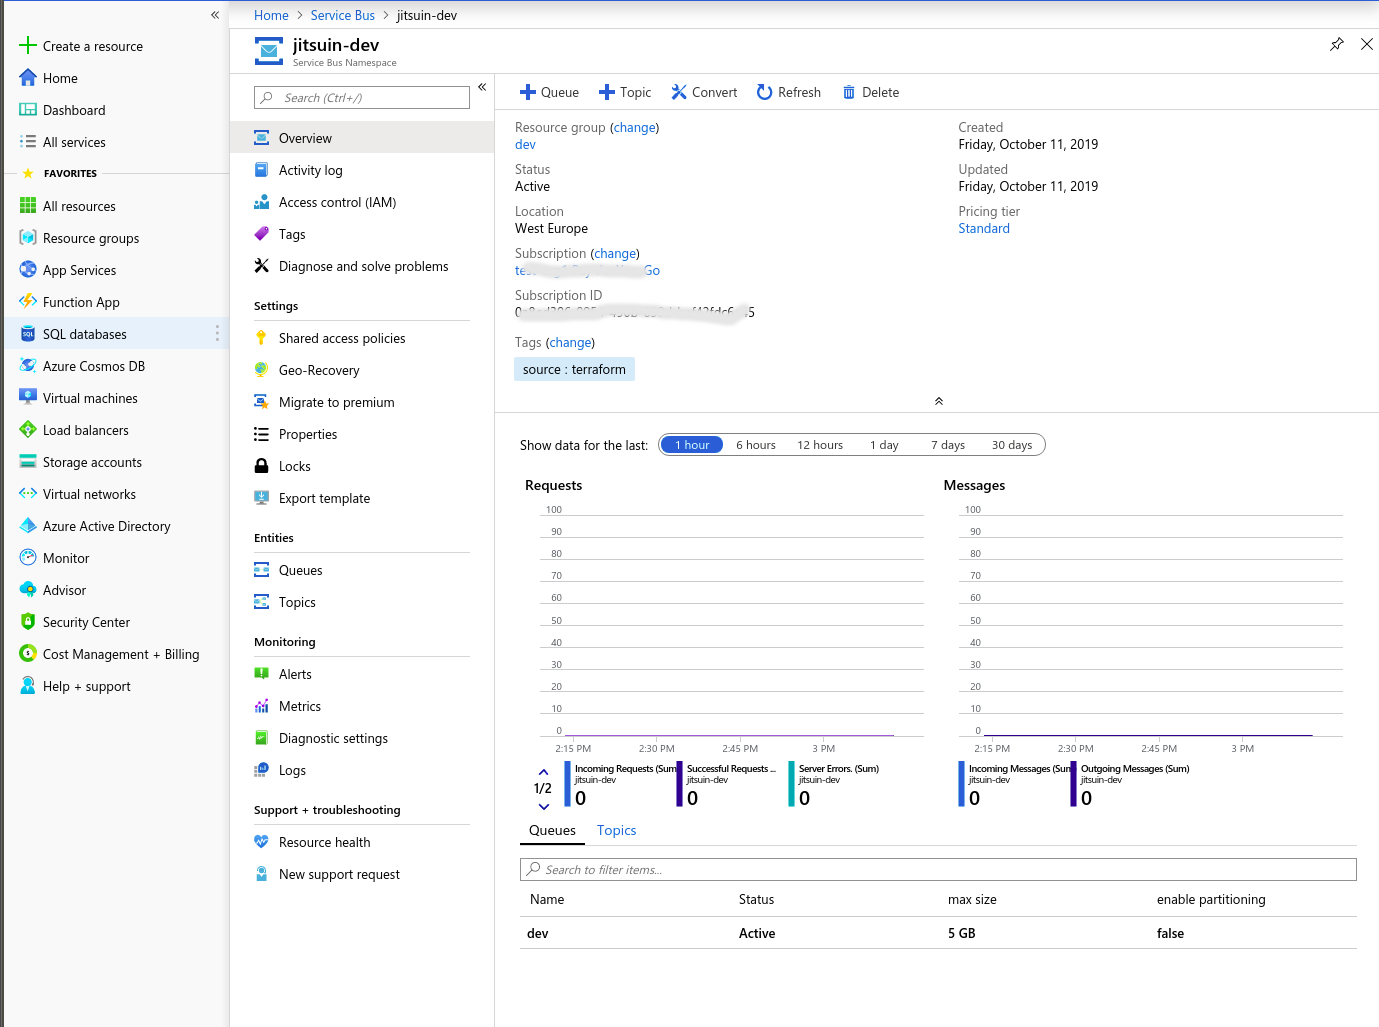 «
Create a resource
Home
Dashboard
All services
FAVORITES
All resources
Resource groups
App Services
Function App
SQL databases
Azure Cosmos DB
Virtual machines
Load balancers
Storage accounts
Virtual networks
Azure Active Directory
Monitor
Advisor
Security Center
Cost Management + Billing
Help + support
Home > Service Bus > jitsuin-dev
jitsuin-dev
Service Bus Namespace
Search (Ctrl+/)
«
Overview
Activity log
Access control (IAM)
Tags
Diagnose and solve problems
Settings
Shared access policies
Geo-Recovery
Migrate to premium
Properties
Locks
Export template
Entities
Queues
Topics
Monitoring
Alerts
Metrics
Diagnostic settings
Logs
Support + troubleshooting
Resource health
New support request
Queue Topic Convert Refresh Delete
Resource group (change)
dev
Status
Active
Location
West Europe
Subscription (change)
Go
Subscription ID
Tags (change)
source : terraform
Created
Friday, October 11, 2019
Updated
Friday, October 11, 2019
Pricing tier
Standard
Show data for the last: 1 hour 6 hours 12 hours 1 day 7 days 30 days
Requests
100
90
80
70
60
50
40
30
20
10
0
2:15 PM 2:30 PM 2:45 PM 3 PM
1/2
Incoming Requests (Sum
jitsuin-dev
0
Successful Requests ...
jitsuin-dev
0
Server Errors. (Sum)
jitsuin-dev
0
Messages
100
90
80
70
60
50
40
30
20
10
0
2:15 PM 2:30 PM 2:45 PM 3 PM
Incoming Messages (Sum
jitsuin-dev
0
Outgoing Messages (Sum)
jitsuin-dev
0
Queues Topics
Search to filter items...
Name Status max size enable partitioning
dev Active 5 GB false